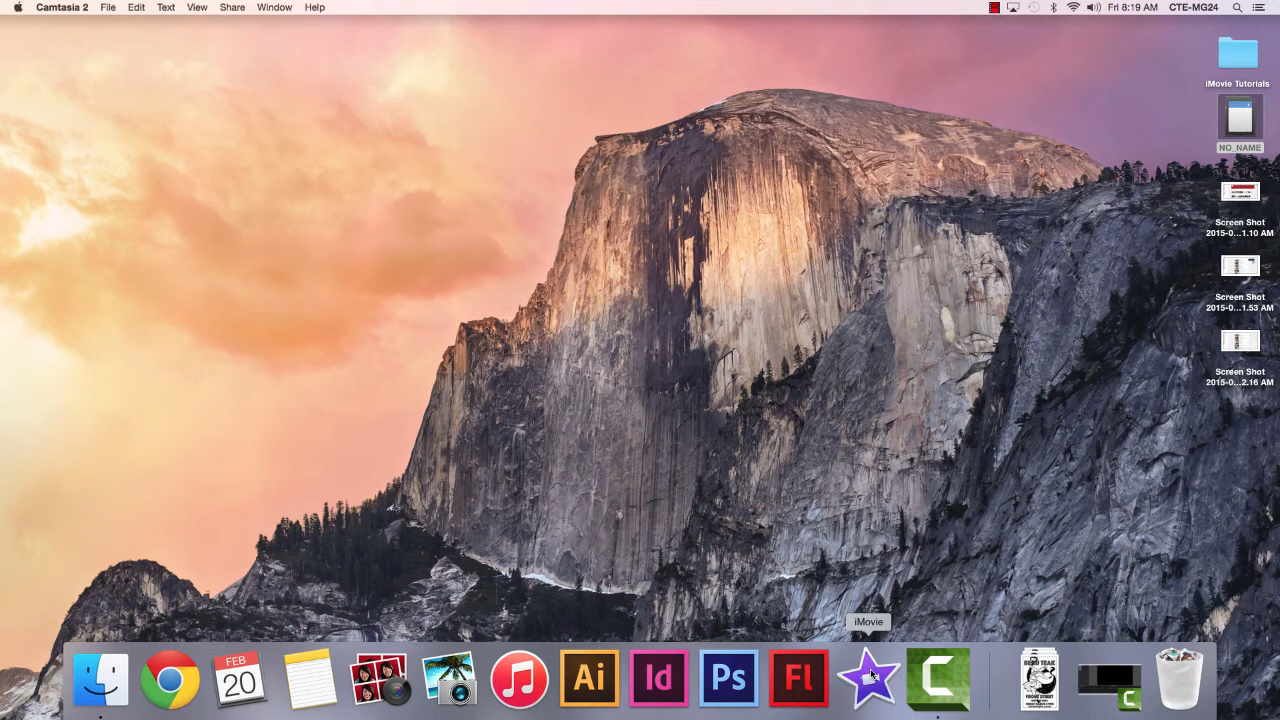 Camtasia 2 File Edit Text View Share Window Help Fri 8:19 AM CTE-MG24
iMovie Tutorials
NO_NAME
Screen Shot
2015-0...1.10 AM
Screen Shot
2015-0...1.53 AM
Screen Shot
2015-0...2.16 AM
iMovie
FEB
20
Ai
Id
Ps
Fl
C
FRONT STREET
C